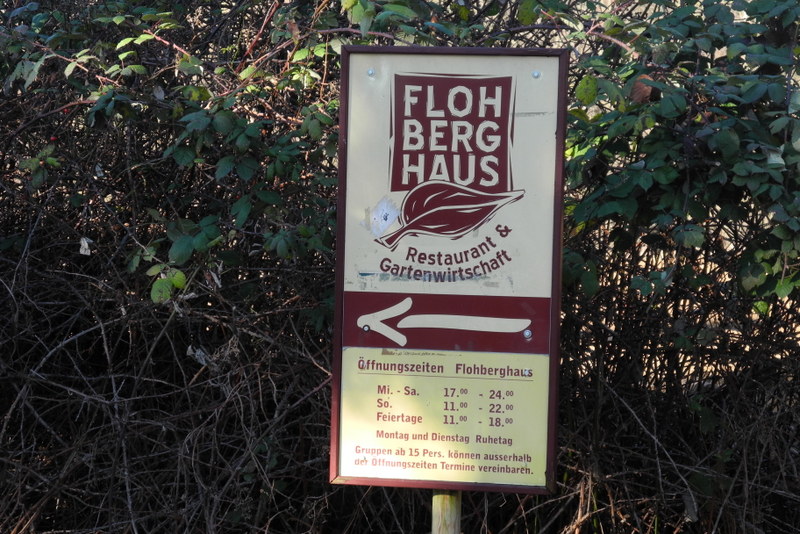 FLOH
BERG
HAUS
Restaurant &
Gartenwirtschaft
Öffnungszeiten Flohberghaus
Mi. - Sa. 17.00 - 24.00
So. 11.00 - 22.00
Feiertage 11.00 - 18.00
Montag und Dienstag Ruhetag
Gruppen ab 15 Pers. können ausserhalb
der Öffnungszeiten Termine vereinbaren.